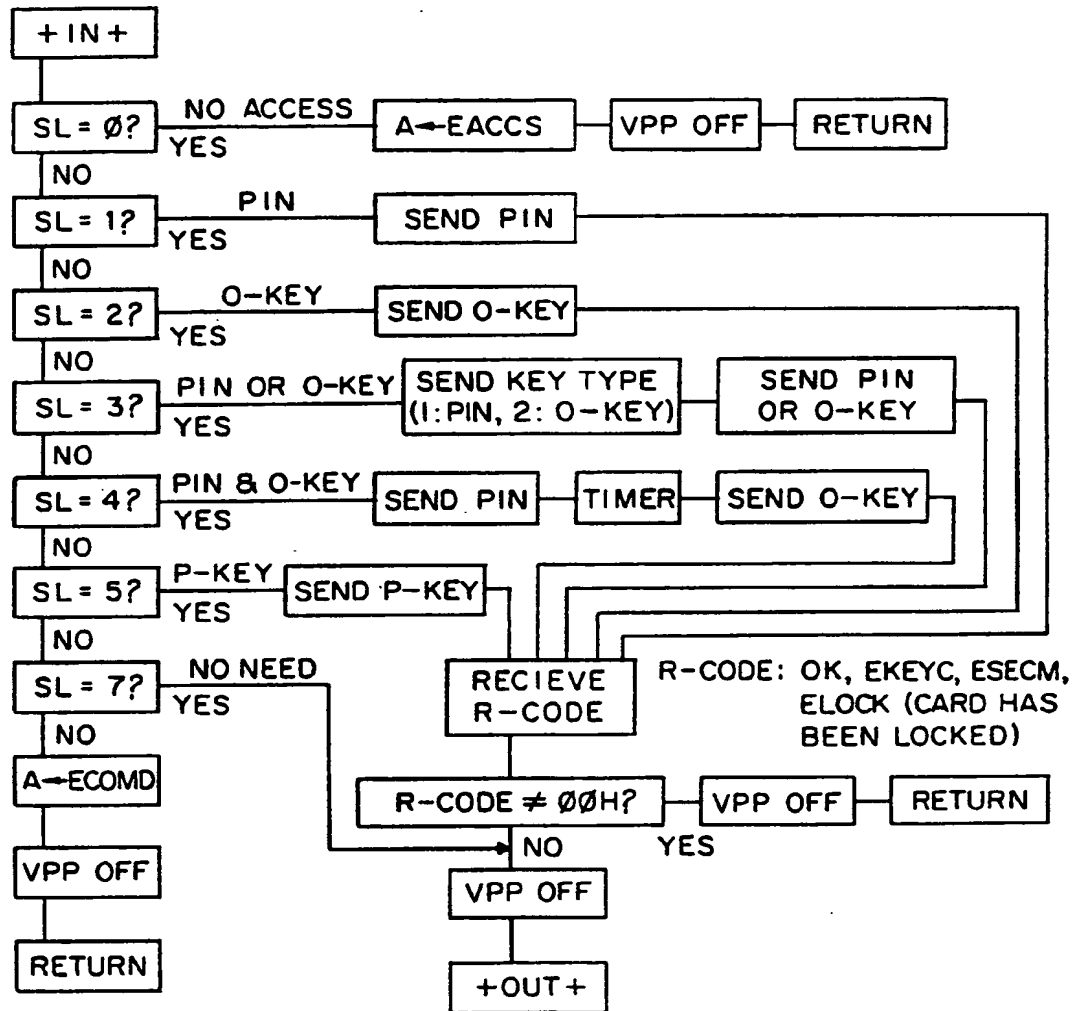 +IN+
SL = Ø?
NO ACCESS
YES
A←EACCS
VPP OFF
RETURN
NO
SL = 1?
PIN
YES
SEND PIN
NO
SL = 2?
O-KEY
YES
SEND O-KEY
NO
SL = 3?
PIN OR O-KEY
YES
SEND KEY TYPE
(1:PIN, 2: O-KEY)
SEND PIN
OR O-KEY
NO
SL = 4?
PIN & O-KEY
YES
SEND PIN
TIMER
SEND O-KEY
NO
SL = 5?
P-KEY
YES
SEND P-KEY
NO
SL = 7?
NO NEED
YES
RECIEVE
R-CODE
R-CODE: OK, EKEYC, ESECM,
ELOCK (CARD HAS
BEEN LOCKED)
NO
A←ECOMD
R-CODE ≠ ØØH?
VPP OFF
RETURN
NO
YES
VPP OFF
VPP OFF
RETURN
+OUT+